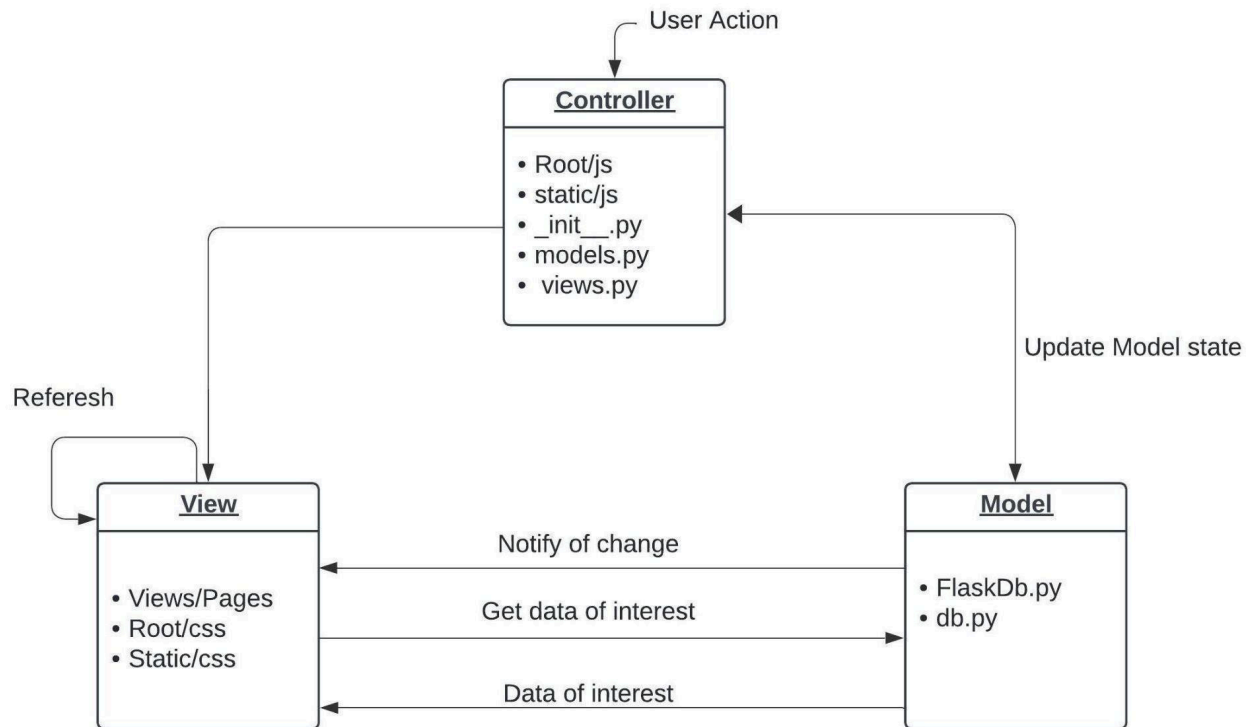 User Action
Controller
• Root/js
• static/js
• _init__.py
• models.py
• views.py
Update Model state
Referesh
View
• Views/Pages
• Root/css
• Static/css
Notify of change
Get data of interest
Data of interest
Model
• FlaskDb.py
• db.py